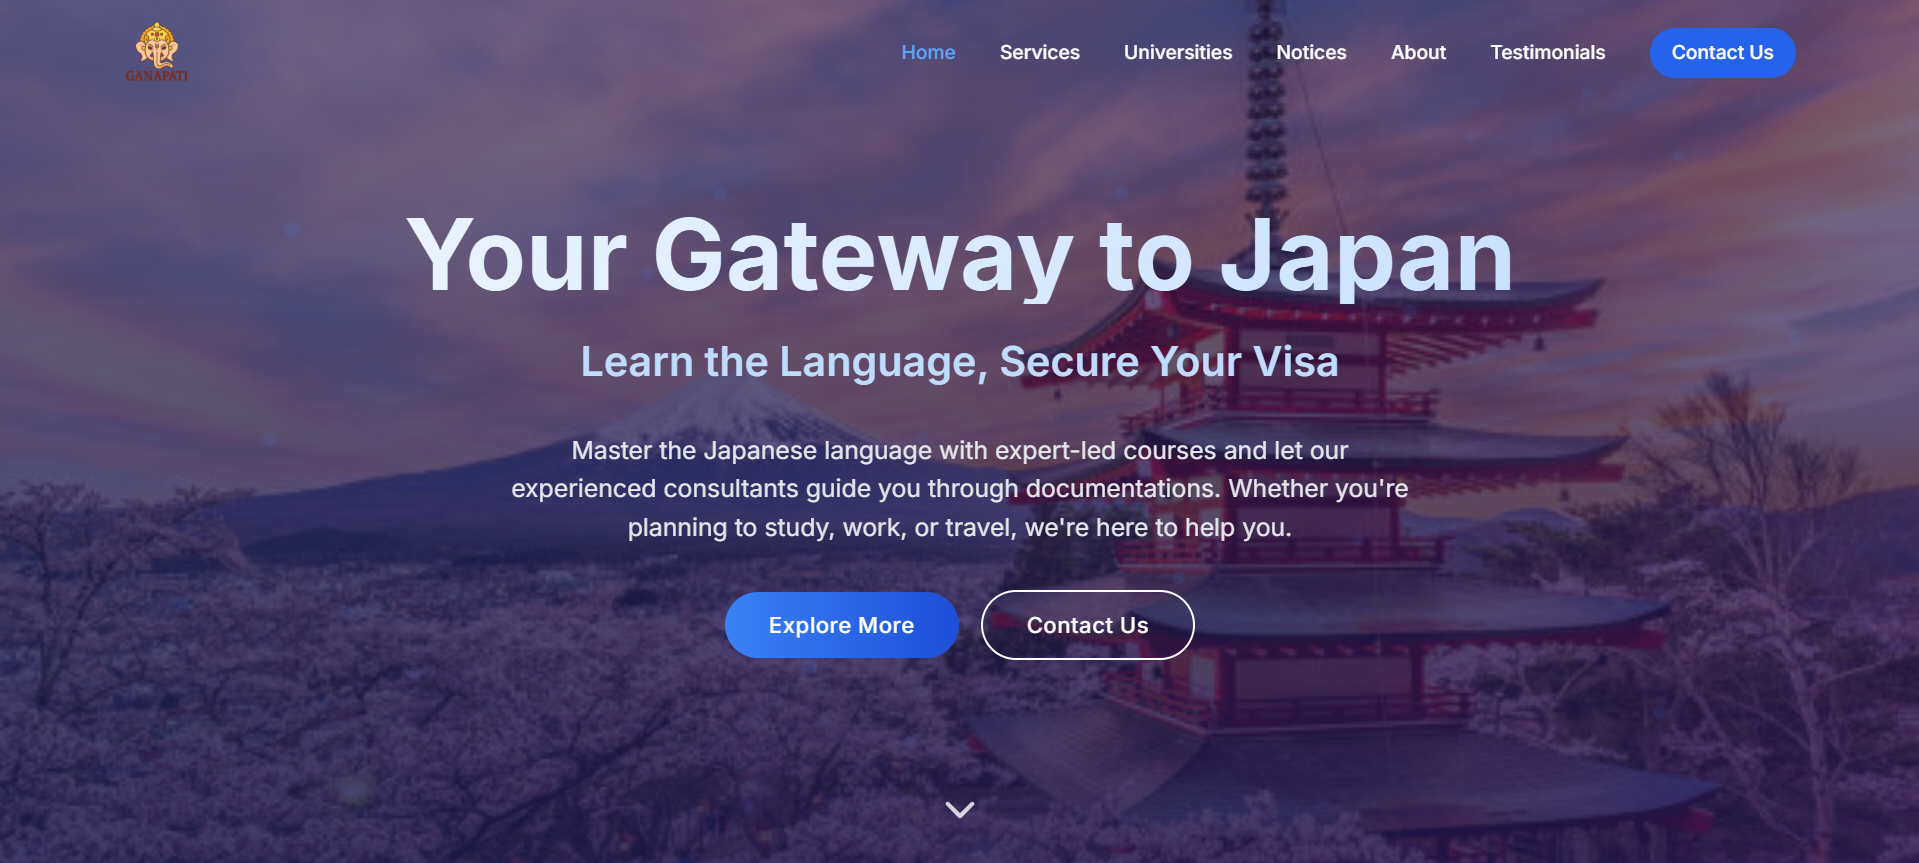 GANAPATI
Home
Services
Universities
Notices
About
Testimonials
Contact Us
Your Gateway to Japan
Learn the Language, Secure Your Visa
Master the Japanese language with expert-led courses and let our
experienced consultants guide you through documentations. Whether you're
planning to study, work, or travel, we're here to help you.
Explore More
Contact Us